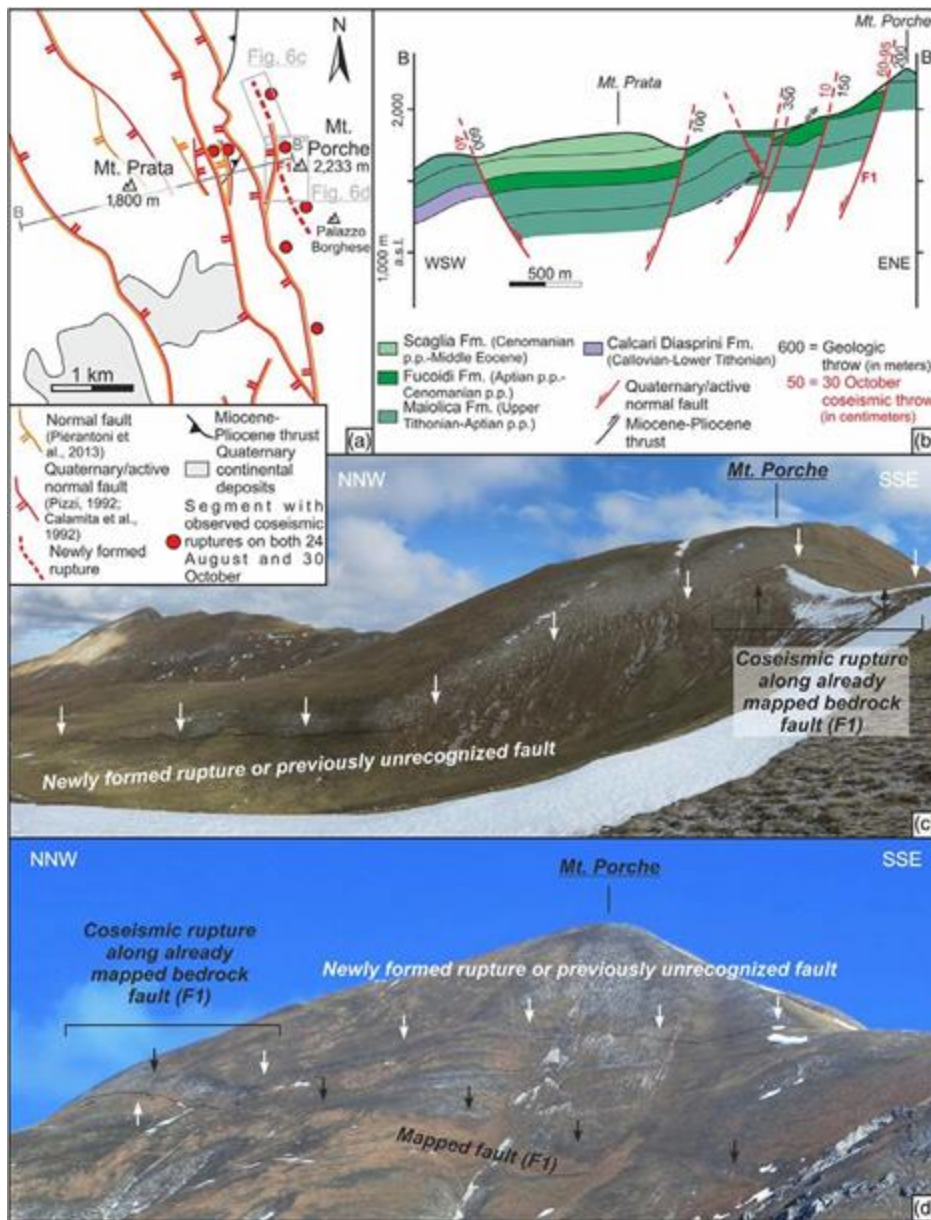 N
Fig. 6c
Mt.
Porche
2,233 m
B'
F1
Mt. Prata
1,800 m
B
Fig. 6d
Palazzo
Borghese
1 km
(a)
Normal fault
(Pierantoni et
al., 2013)
Quaternary/active
normal fault
(Pizzi, 1992;
Calamita et al.,
1992)
Newly formed
rupture
Miocene-
Pliocene thrust
Quaternary
continental
deposits
Segment with
observed coseismic
ruptures on both 24
August and 30
October
Mt. Porche
B
B'
Mt. Prata
60-95
200
10
150
350
100
600
2,000
1,000 m
a.s.l.
F1
WSW
ENE
500 m
Scaglia Fm. (Cenomanian
p.p.-Middle Eocene)
Fucoidi Fm. (Aptian p.p.-
Cenomanian p.p.)
Maiolica Fm. (Upper
Tithonian-Aptian p.p.)
Calcari Diasprini Fm.
(Callovian-Lower Tithonian)
Quaternary/active
normal fault
Miocene-Pliocene
thrust
600 = Geologic
throw (in meters)
50 = 30 October
coseismic throw
(in centimeters)
(b)
NNW
Mt. Porche
SSE
Coseismic rupture
along already
mapped bedrock
fault (F1)
Newly formed rupture or previously unrecognized fault
(c)
NNW
Mt. Porche
SSE
Coseismic rupture
along already
mapped bedrock
fault (F1)
Newly formed rupture or previously unrecognized fault
Mapped fault (F1)
(d)